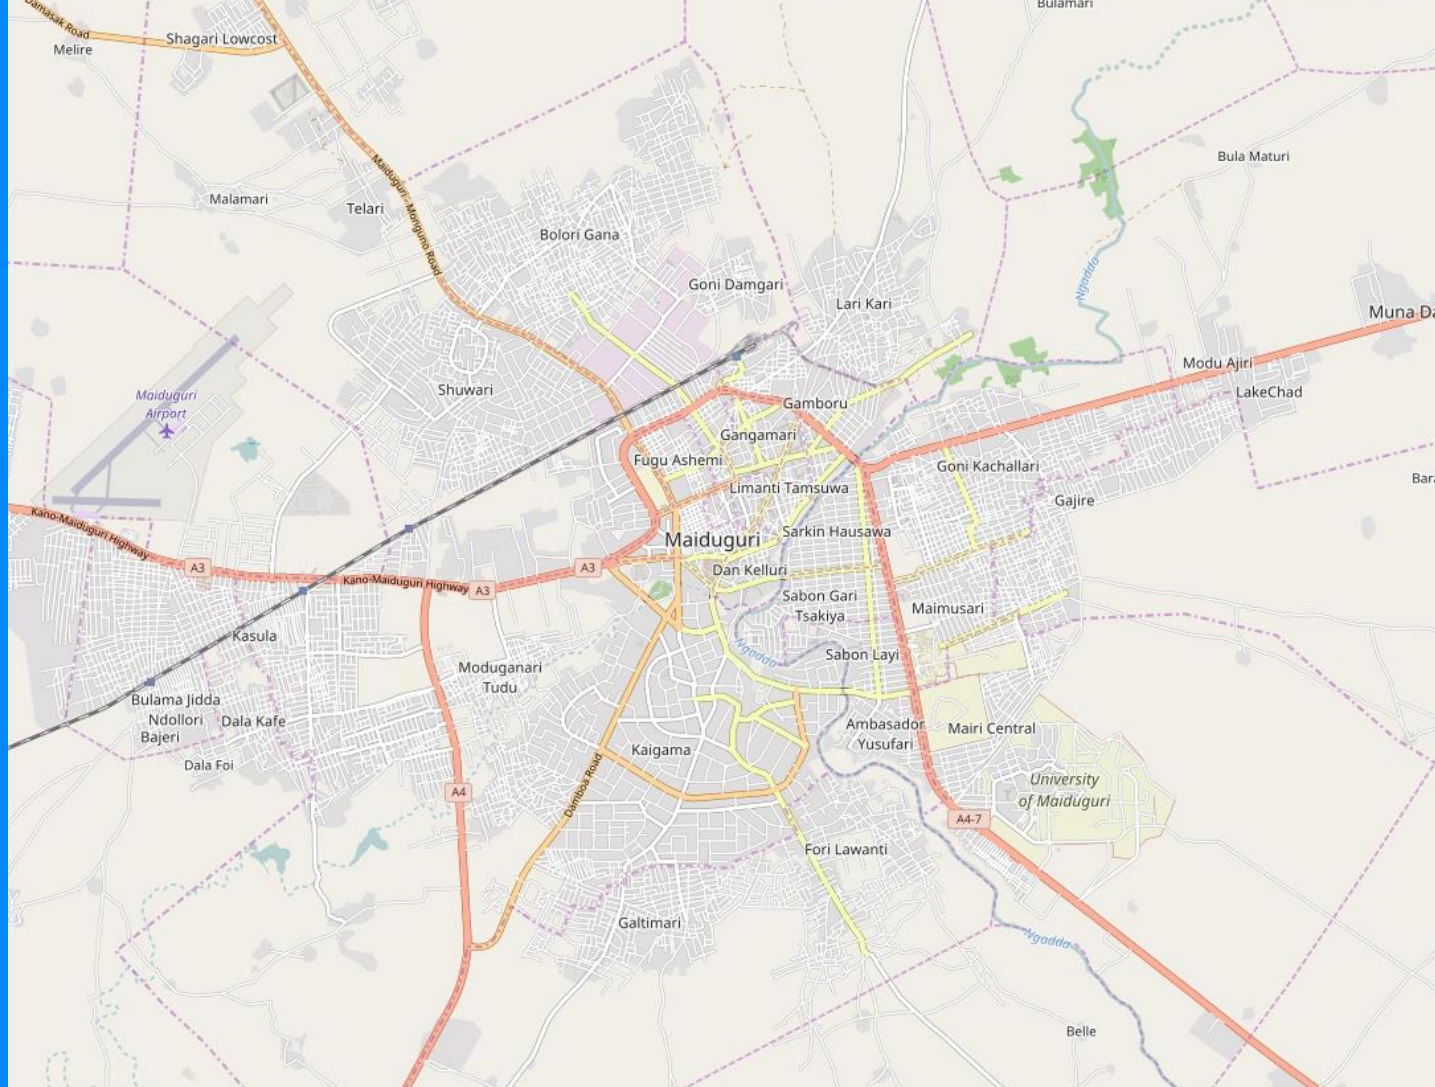 Bulamari
Damasak Road
Shagari Lowcost
Melire
Bula Maturi
Maiduguri - Monguno Road
Malamari
Telari
Bolori Gana
Ngadda
Goni Damgari
Lari Kari
Muna Da
Modu Ajiri
Shuwari
LakeChad
Maiduguri
Airport
Gamboru
Gangamari
Fugu Ashemi
Goni Kachallari
Bara
Limanti Tamsuwa
Gajire
Kano-Maiduguri Highway
Sarkin Hausawa
Maiduguri
A3
Kano-Maiduguri Highway
A3
A3
Dan Kelluri
Sabon Gari
Tsakiya
Maimusari
Kasula
Ngadda
Sabon Layi
Moduganari
Tudu
Bulama Jidda
Ndollori
Bajeri
Dala Kafe
Ambasador
Yusufari
Mairi Central
Kaigama
Dala Foi
University
of Maiduguri
Damboa Road
A4
A4-7
Fori Lawanti
Galtimari
Ngadda
Belle